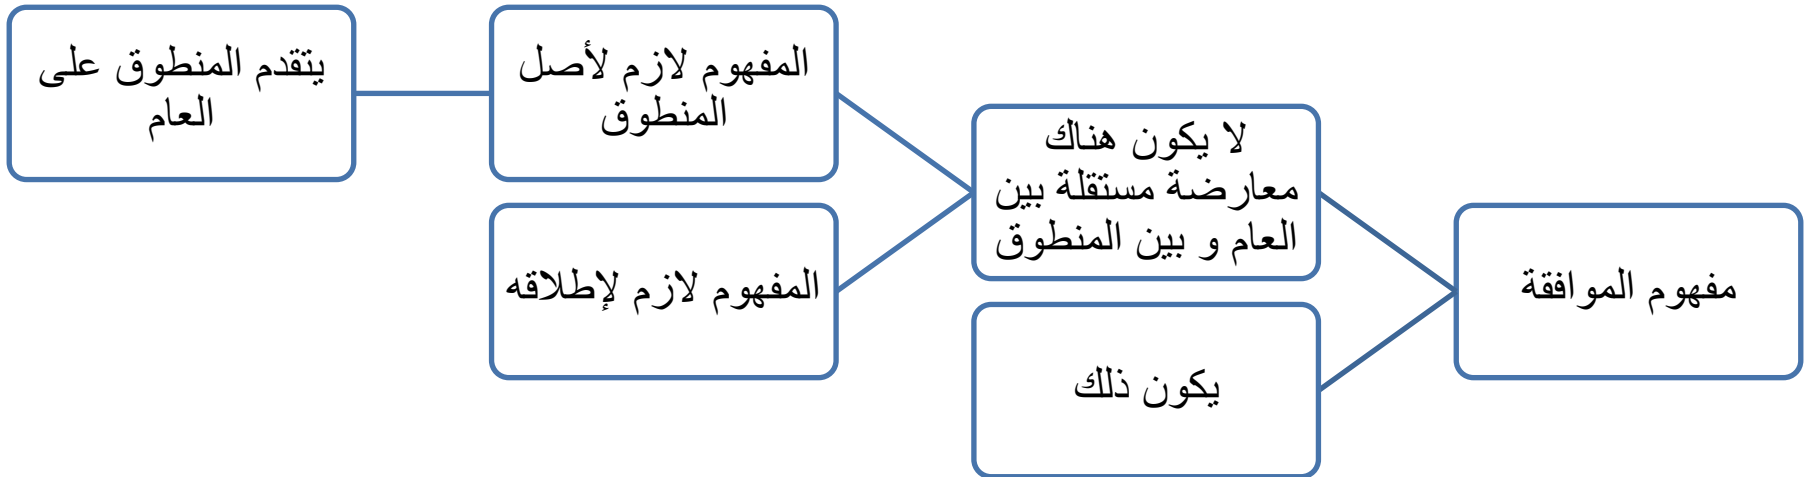 مفهوم الموافقة
لا يكون هناك
معارضة مستقلة بين
العام و بين المنطوق
المفهوم لازم لأصل
المنطوق
يتقدم المنطوق على
العام
المفهوم لازم لإطلاقه
يكون ذلك